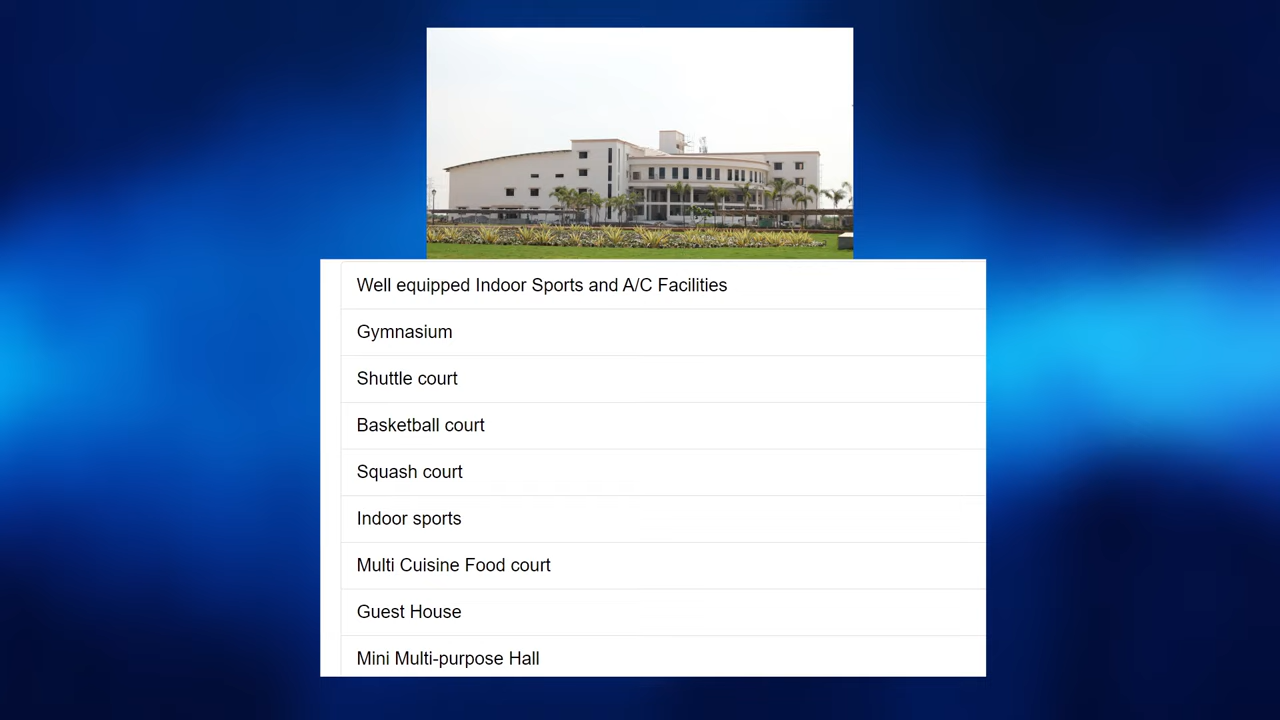 Well equipped Indoor Sports and A/C Facilities
Gymnasium
Shuttle court
Basketball court
Squash court
Indoor sports
Multi Cuisine Food court
Guest House
Mini Multi-purpose Hall